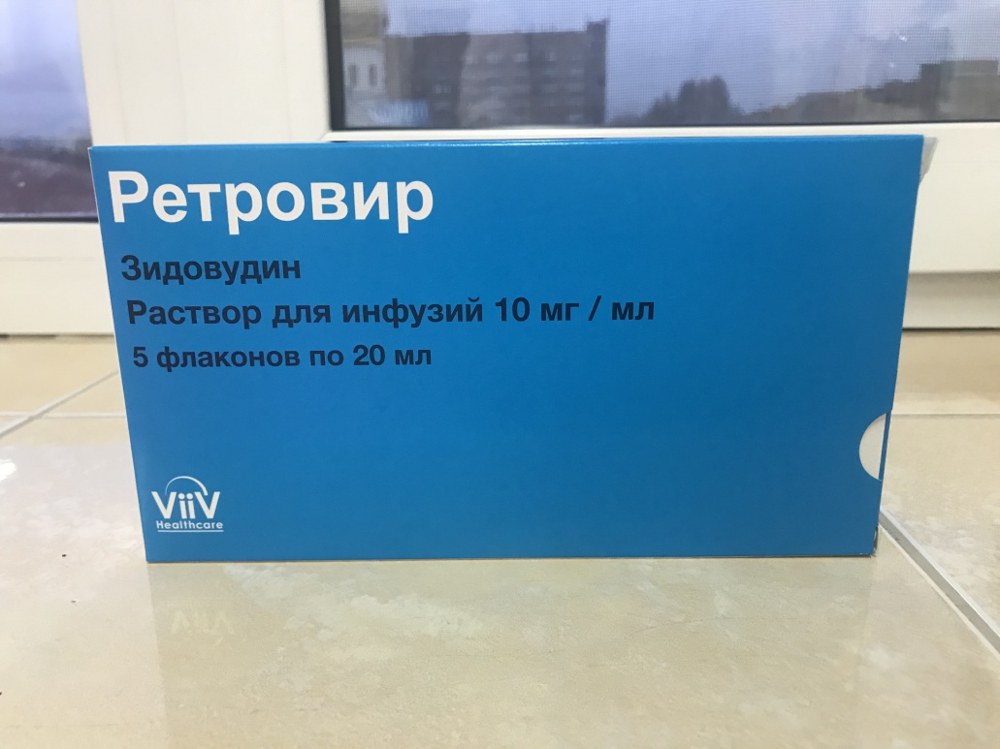 Ретровир
Зидовудин
Раствор для инфузий 10 мг / мл
5 флаконов по 20 мл
ViiV
Healthcare